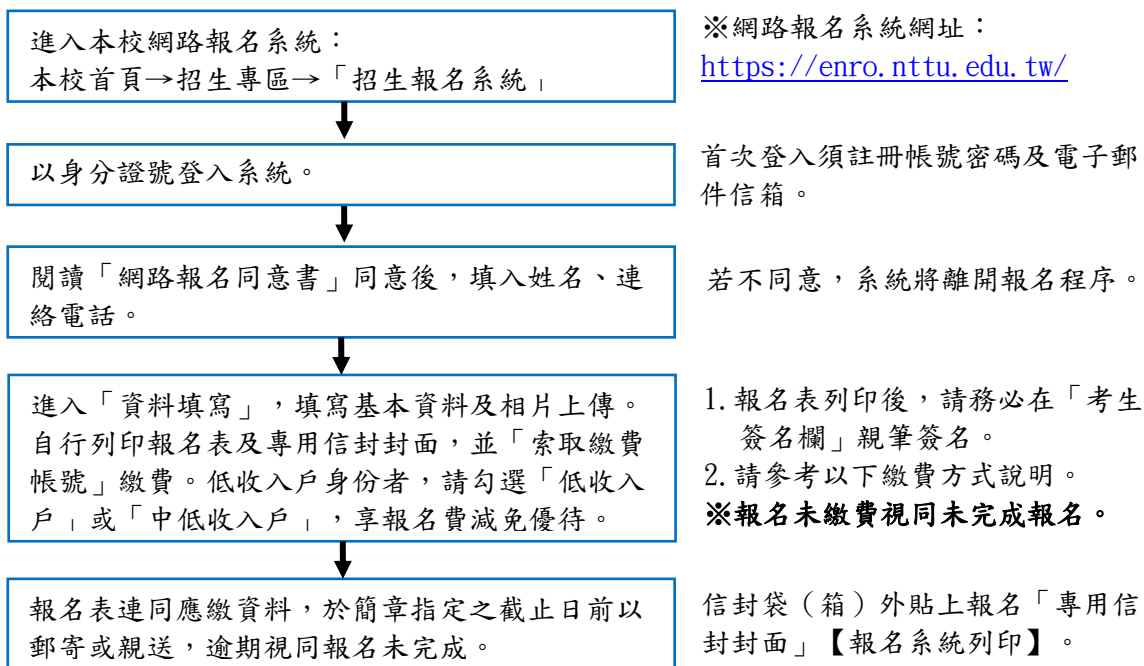 進入本校網路報名系統：
本校首頁→招生專區→「招生報名系統」
※網路報名系統網址：
https://enro.nttu.edu.tw/
以身分證號登入系統。
首次登入須註冊帳號密碼及電子郵
件信箱。
閱讀「網路報名同意書」同意後，填入姓名、連
絡電話。
若不同意，系統將離開報名程序。
進入「資料填寫」，填寫基本資料及相片上傳。
自行列印報名表及專用信封封面，並「索取繳費
帳號」繳費。低收入戶身份者，請勾選「低收入
戶」或「中低收入戶」，享報名費減免優待。
1.報名表列印後，請務必在「考生
簽名欄」親筆簽名。
2.請參考以下繳費方式說明。
※報名未繳費視同未完成報名。
報名表連同應繳資料，於簡章指定之截止日前以
郵寄或親送，逾期視同報名未完成。
信封袋（箱）外貼上報名「專用信
封封面」【報名系統列印】。